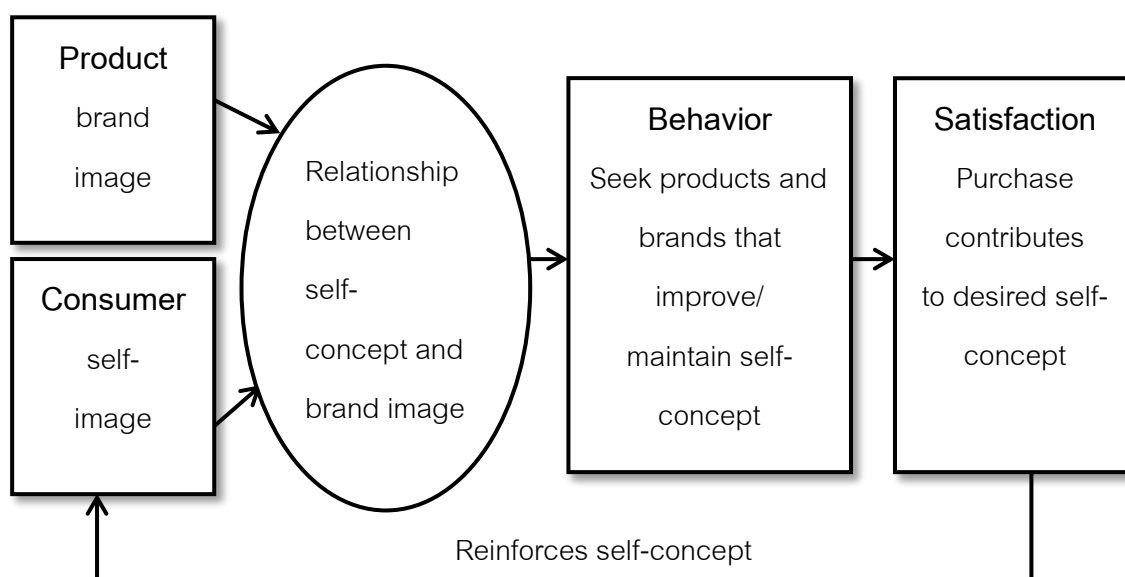 Product
brand
image
Consumer
self-
image
Relationship
between
self-
concept and
brand image
Behavior
Seek products and
brands that
improve/
maintain self-
concept
Satisfaction
Purchase
contributes
to desired self-
concept
Reinforces self-concept